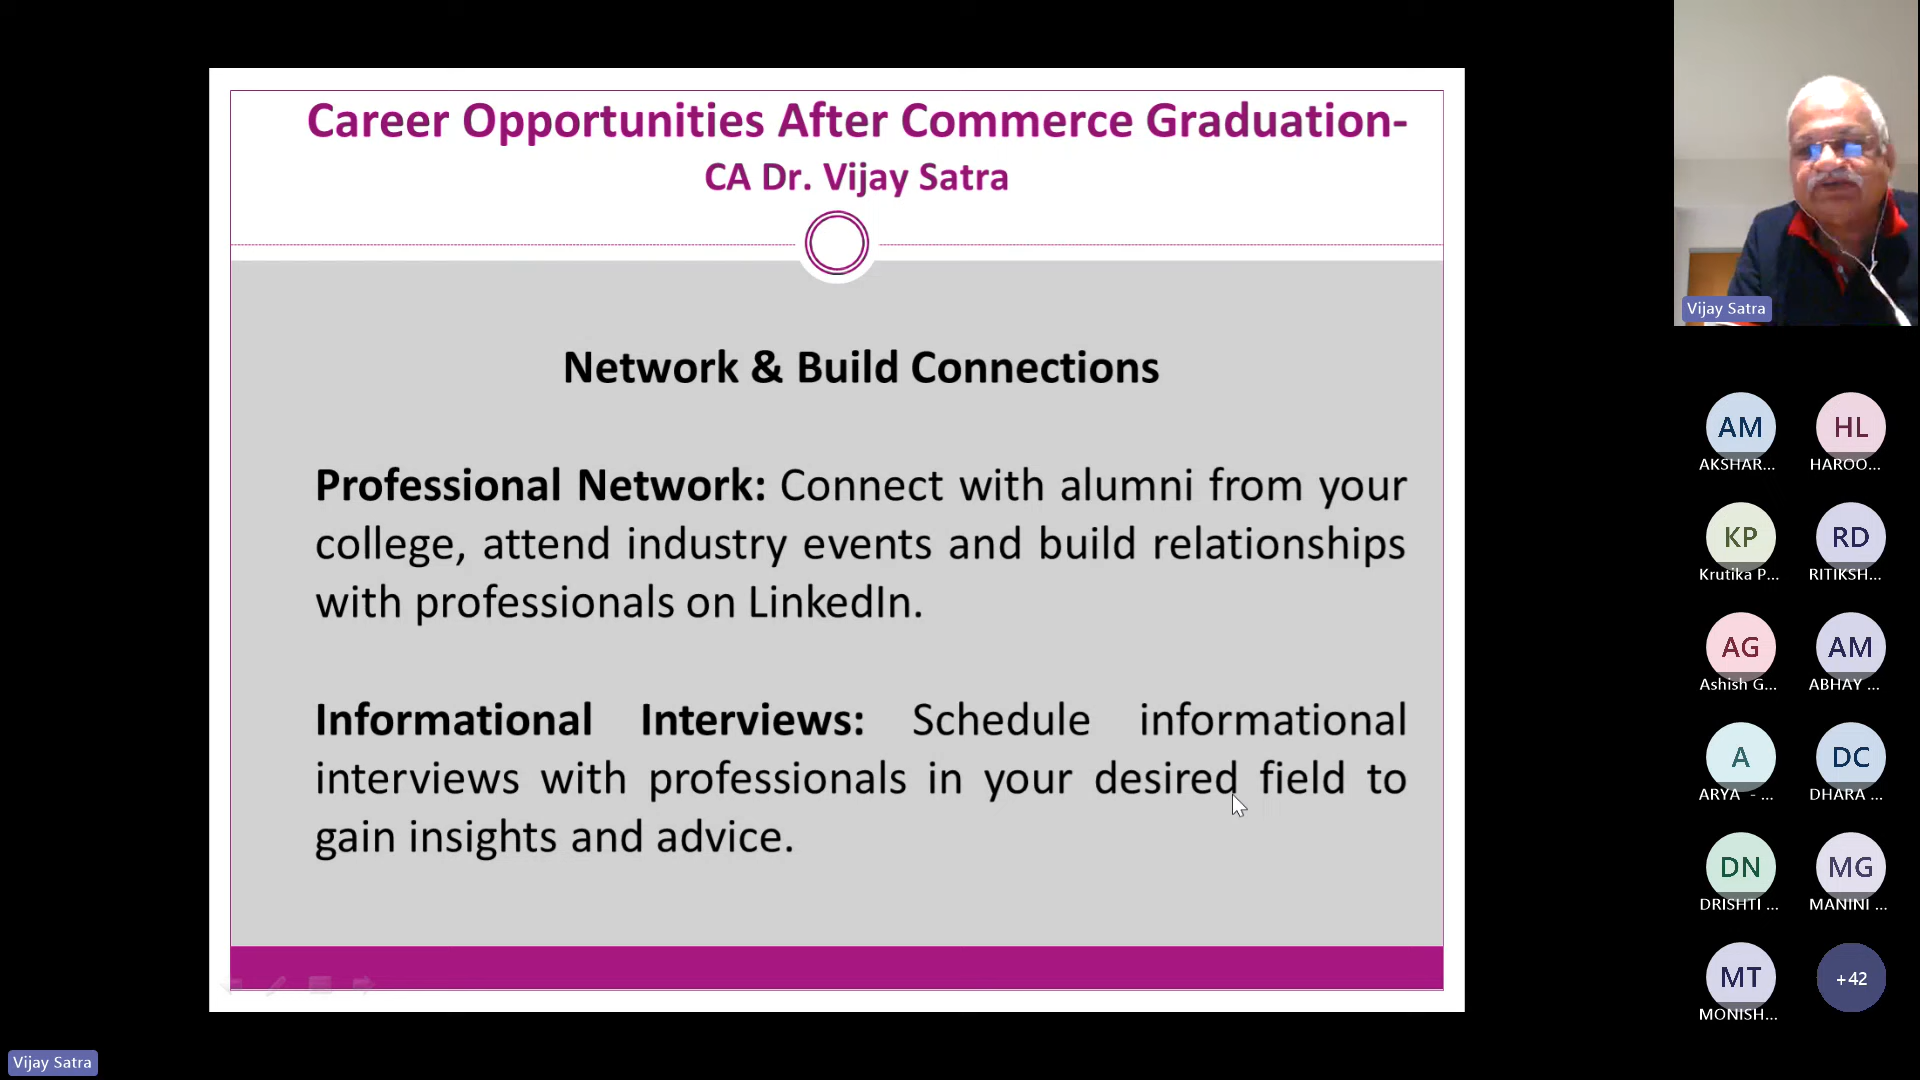 Career Opportunities After Commerce Graduation-
CA Dr. Vijay Satra
Network & Build Connections
Professional Network: Connect with alumni from your
college, attend industry events and build relationships
with professionals on LinkedIn.
Informational Interviews: Schedule informational
interviews with professionals in your desired field to
gain insights and advice.
Vijay Satra
AM
AKSHAR...
HL
HAROO...
KP
Krutika P...
RD
RITIKSH...
AG
Ashish G...
AM
ABHAY ...
A
ARYA - ...
DC
DHARA ...
DN
DRISHTI ...
MG
MANINI ...
MT
MONISH...
+42
Vijay Satra